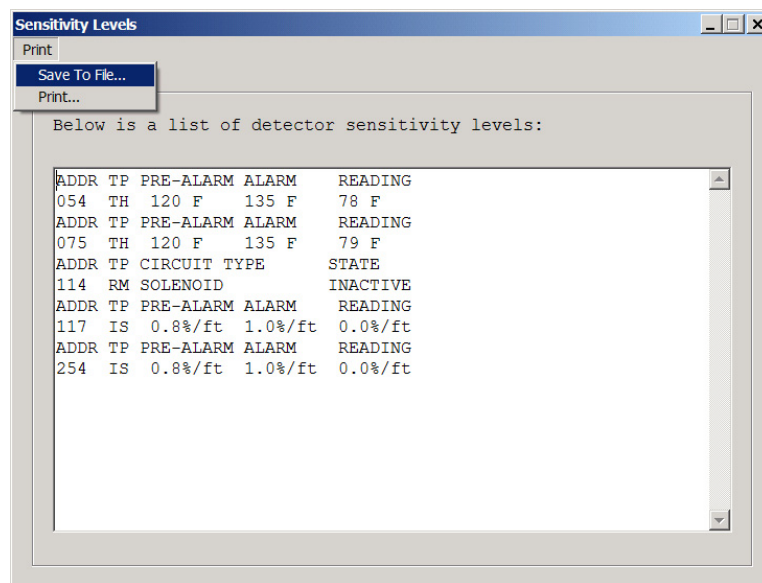 Sensitivity Levels
Print
Save To File...
Print...
Below is a list of detector sensitivity levels:
ADDR TP PRE-ALARM ALARM READING
054 TH 120 F 135 F 78 F
ADDR TP PRE-ALARM ALARM READING
075 TH 120 F 135 F 79 F
ADDR TP CIRCUIT TYPE STATE
114 RM SOLENOID INACTIVE
ADDR TP PRE-ALARM ALARM READING
117 IS 0.8%/ft 1.0%/ft 0.0%/ft
ADDR TP PRE-ALARM ALARM READING
254 IS 0.8%/ft 1.0%/ft 0.0%/ft